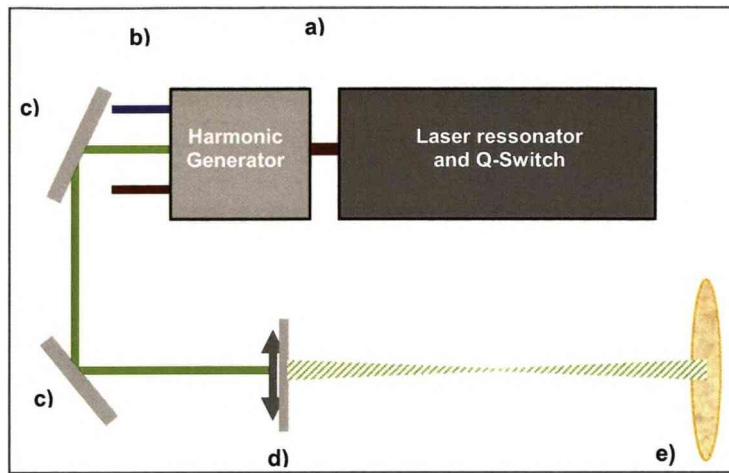 a)
b)
c)
Harmonic
Generator
Laser ressonator
and Q-Switch
c)
d)
e)